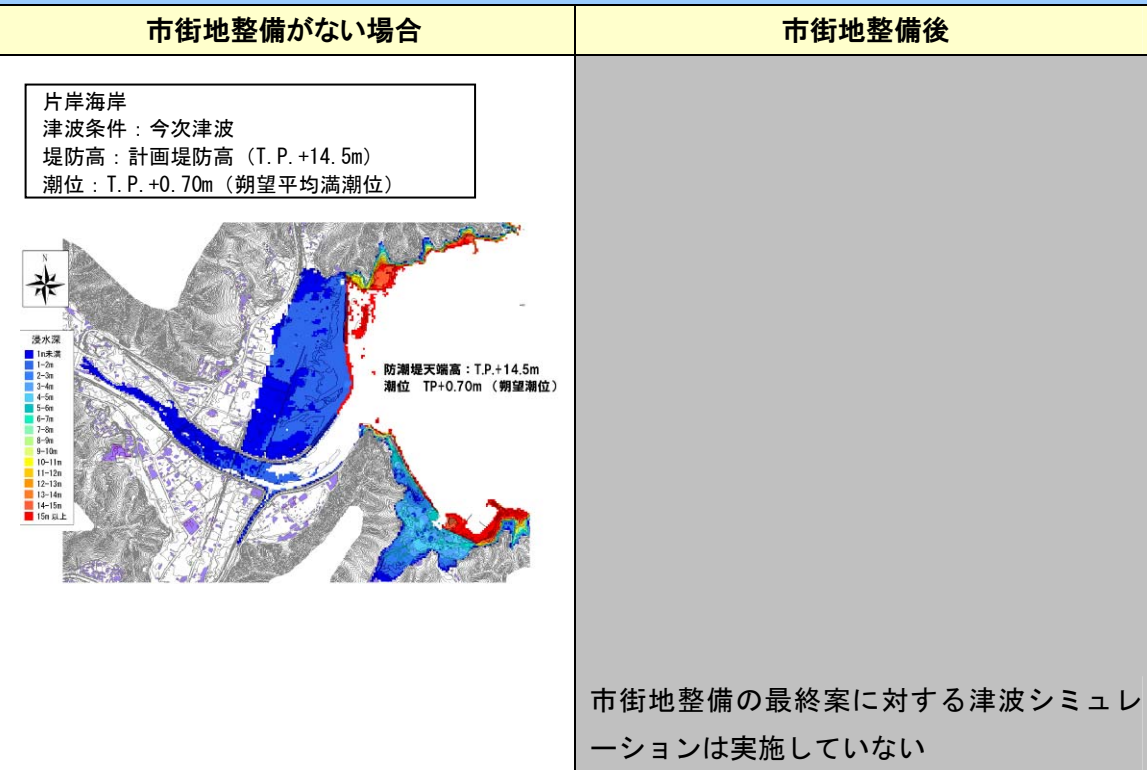 市街地整備がない場合
市街地整備後
片岸海岸
津波条件：今次津波
堤防高：計画堤防高（T.P.+14.5m）
潮位：T.P.+0.70m（朔望平均満潮位）
N
浸水深
1m未満
1-2m
2-3m
3-4m
4-5m
5-6m
6-7m
7-8m
8-9m
9-10m
10-11m
11-12m
12-13m
13-14m
14-15m
15m以上
防潮堤天端高：T.P.+14.5m
潮位　TP+0.70m （朔望潮位）
市街地整備の最終案に対する津波シミュレ
ーションは実施していない